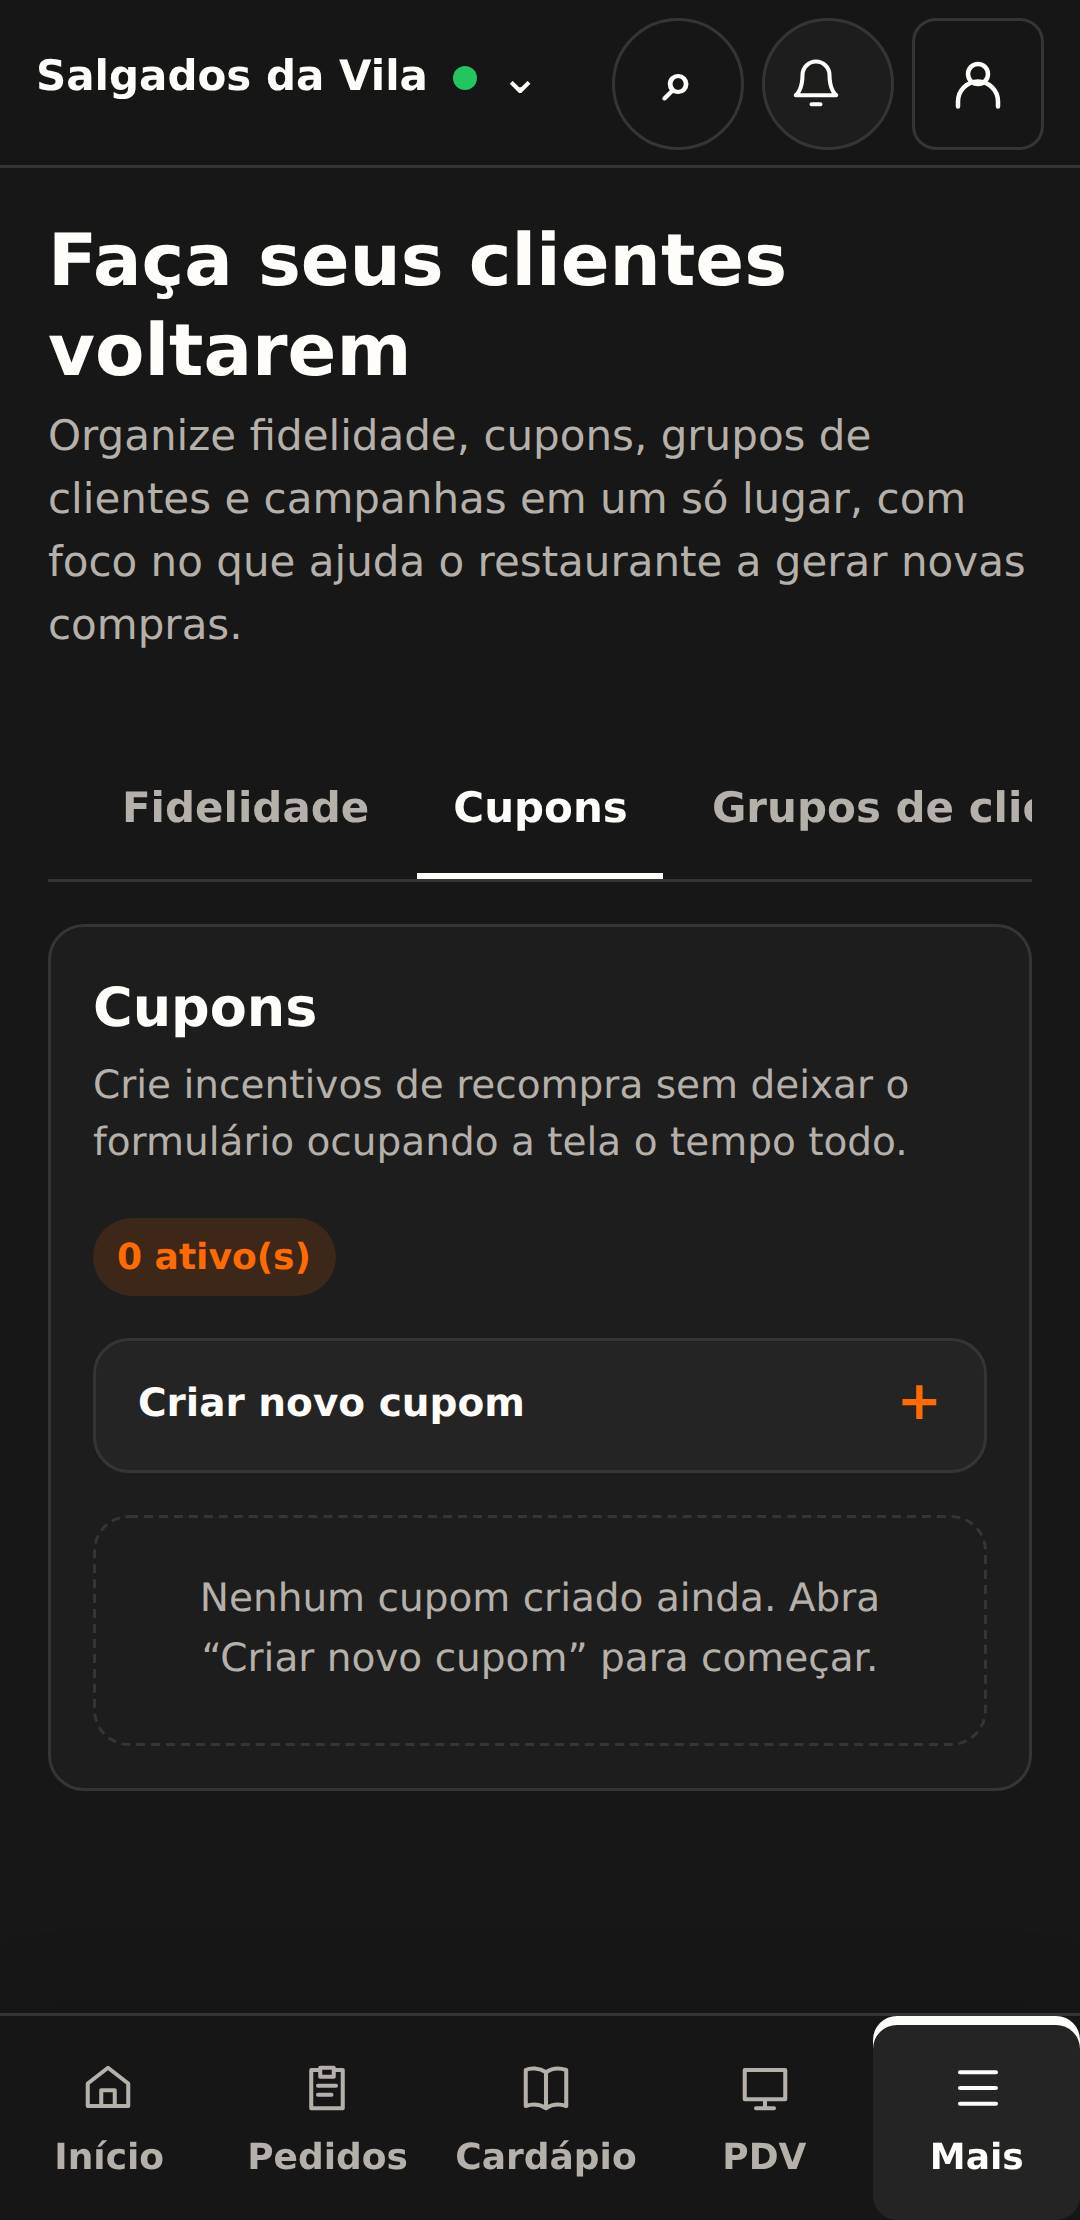 Salgados da Vila
Faça seus clientes
voltarem
Organize fidelidade, cupons, grupos de
clientes e campanhas em um só lugar, com
foco no que ajuda o restaurante a gerar novas
compras.
Fidelidade Cupons Grupos de clie
Cupons
Crie incentivos de recompra sem deixar o
formulário ocupando a tela o tempo todo.
0 ativo(s)
Criar novo cupom +
Nenhum cupom criado ainda. Abra
“Criar novo cupom” para começar.
Início Pedidos Cardápio PDV Mais